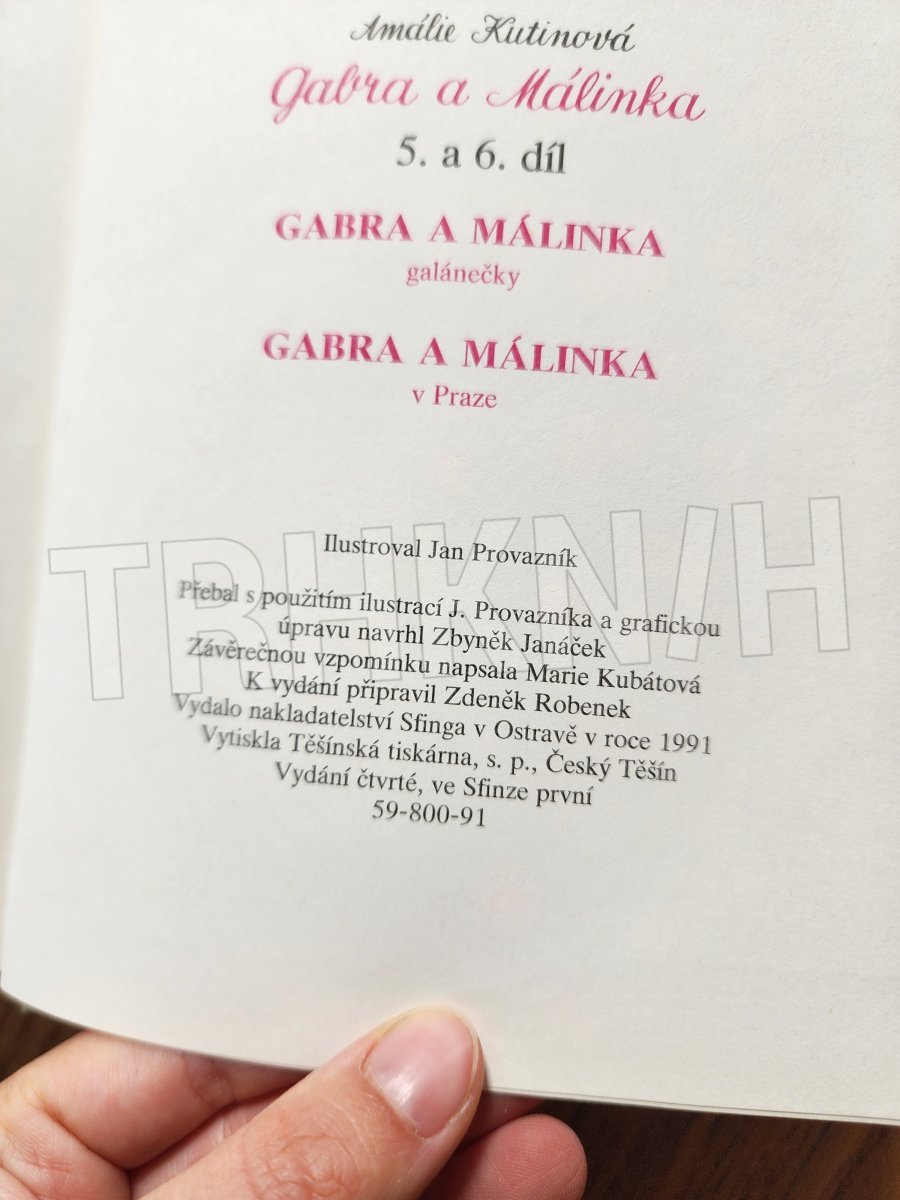 Amálie Kutinová
Gabra a Málinka
5. a 6. díl
GABRA A MÁLINKA
galánečky
GABRA A MÁLINKA
v Praze
Ilustroval Jan Provazník
Přebal s použitím ilustrací J. Provazníka a grafickou
úpravu navrhl Zbyněk Janáček
Závěrečnou vzpomínku napsala Marie Kubátová
K vydání připravil Zdeněk Robenek
Vydalo nakladatelství Sfinga v Ostravě v roce 1991
Vytiskla Těšínská tiskárna, s. p., Český Těšín
Vydání čtvrté, ve Sfinze první
59-800-91
TRHKNIH